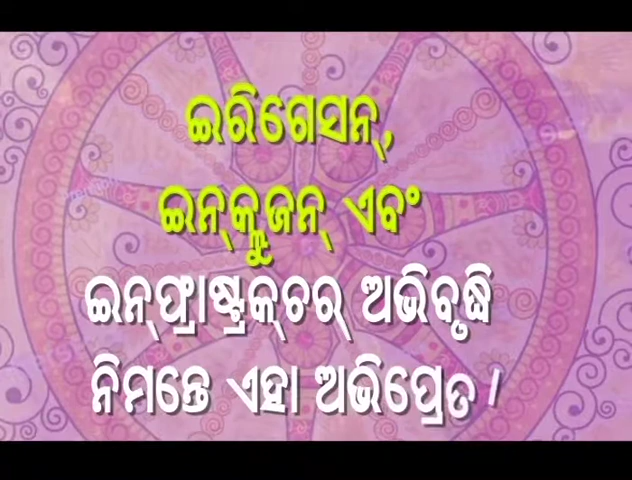 ଇରିଗେସନ୍,
ଇନ୍‌କ୍ଲୁଜନ୍ ଏବଂ
ଇନ୍‌ଫ୍ରାଷ୍ଟ୍ରକ୍‌ଚର୍ ଅଭିବୃଦ୍ଧି
ନିମନ୍ତେ ଏହା ଅଭିପ୍ରେତ /